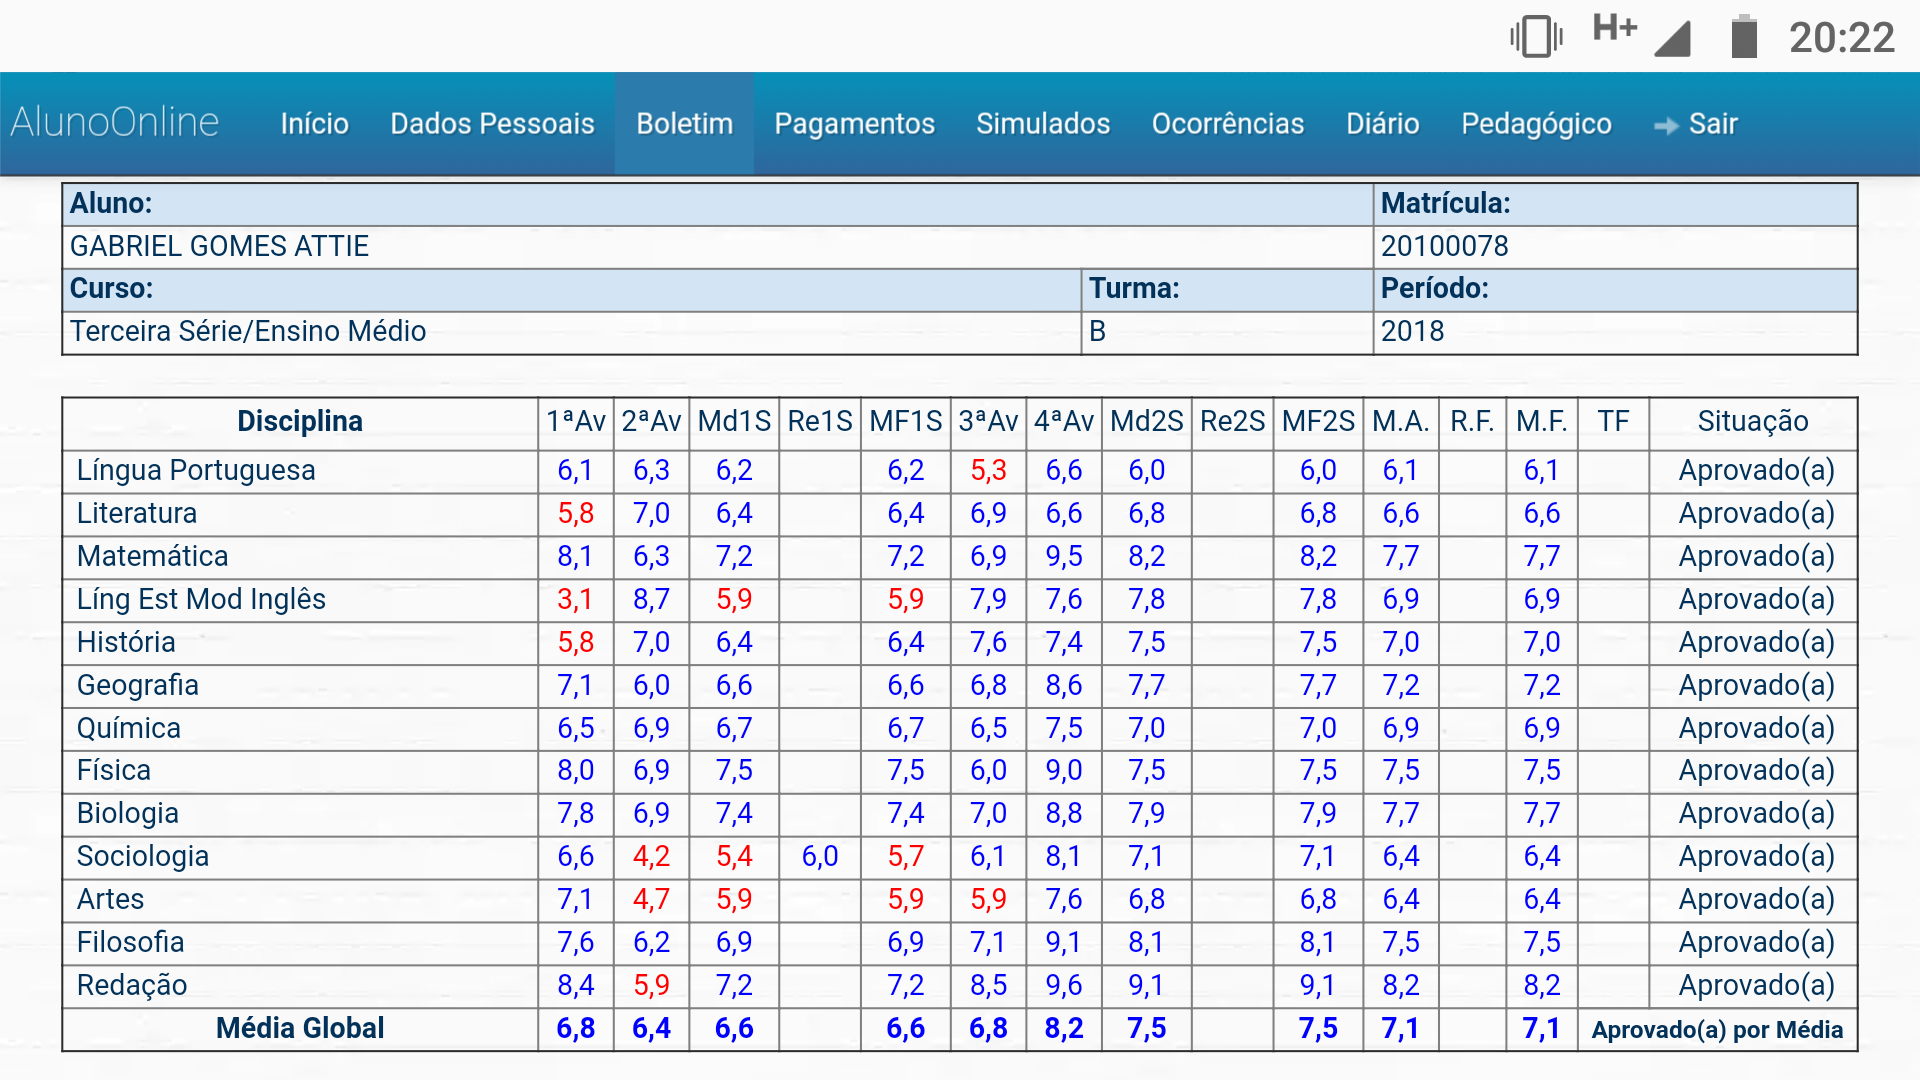 H+ 20:22
AlunoOnline Início Dados Pessoais Boletim Pagamentos Simulados Ocorrências Diário Pedagógico Sair
Aluno: Matrícula:
GABRIEL GOMES ATTIE 20100078
Curso: Turma: Período:
Terceira Série/Ensino Médio B 2018
Disciplina 1ªAv 2ªAv Md1S Re1S MF1S 3ªAv 4ªAv Md2S Re2S MF2S M.A. R.F. M.F. TF Situação
Língua Portuguesa 6,1 6,3 6,2 6,2 5,3 6,6 6,0 6,0 6,1 6,1 Aprovado(a)
Literatura 5,8 7,0 6,4 6,4 6,9 6,6 6,8 6,8 6,6 6,6 Aprovado(a)
Matemática 8,1 6,3 7,2 7,2 6,9 9,5 8,2 8,2 7,7 7,7 Aprovado(a)
Líng Est Mod Inglês 3,1 8,7 5,9 5,9 7,9 7,6 7,8 7,8 6,9 6,9 Aprovado(a)
História 5,8 7,0 6,4 6,4 7,6 7,4 7,5 7,5 7,0 7,0 Aprovado(a)
Geografia 7,1 6,0 6,6 6,6 6,8 8,6 7,7 7,7 7,2 7,2 Aprovado(a)
Química 6,5 6,9 6,7 6,7 6,5 7,5 7,0 7,0 6,9 6,9 Aprovado(a)
Física 8,0 6,9 7,5 7,5 6,0 9,0 7,5 7,5 7,5 7,5 Aprovado(a)
Biologia 7,8 6,9 7,4 7,4 7,0 8,8 7,9 7,9 7,7 7,7 Aprovado(a)
Sociologia 6,6 4,2 5,4 6,0 5,7 6,1 8,1 7,1 7,1 6,4 6,4 Aprovado(a)
Artes 7,1 4,7 5,9 5,9 5,9 7,6 6,8 6,8 6,4 6,4 Aprovado(a)
Filosofia 7,6 6,2 6,9 6,9 7,1 9,1 8,1 8,1 7,5 7,5 Aprovado(a)
Redação 8,4 5,9 7,2 7,2 8,5 9,6 9,1 9,1 8,2 8,2 Aprovado(a)
Média Global 6,8 6,4 6,6 6,6 6,8 8,2 7,5 7,5 7,1 7,1 Aprovado(a) por Média